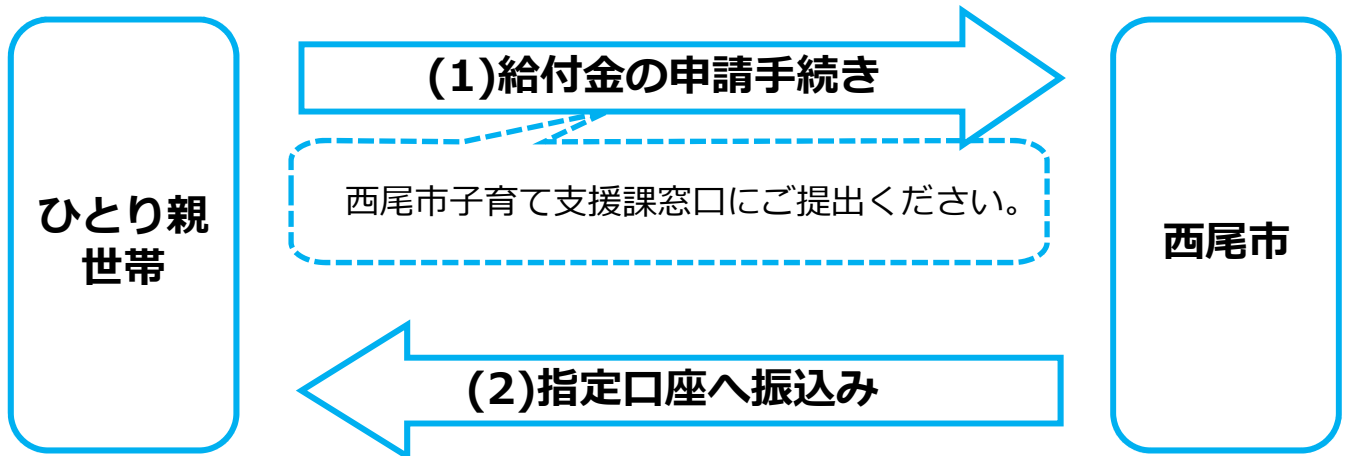 (1)給付金の申請手続き
ひとり親
世帯
西尾市子育て支援課窓口にご提出ください。
西尾市
(2)指定口座へ振込み